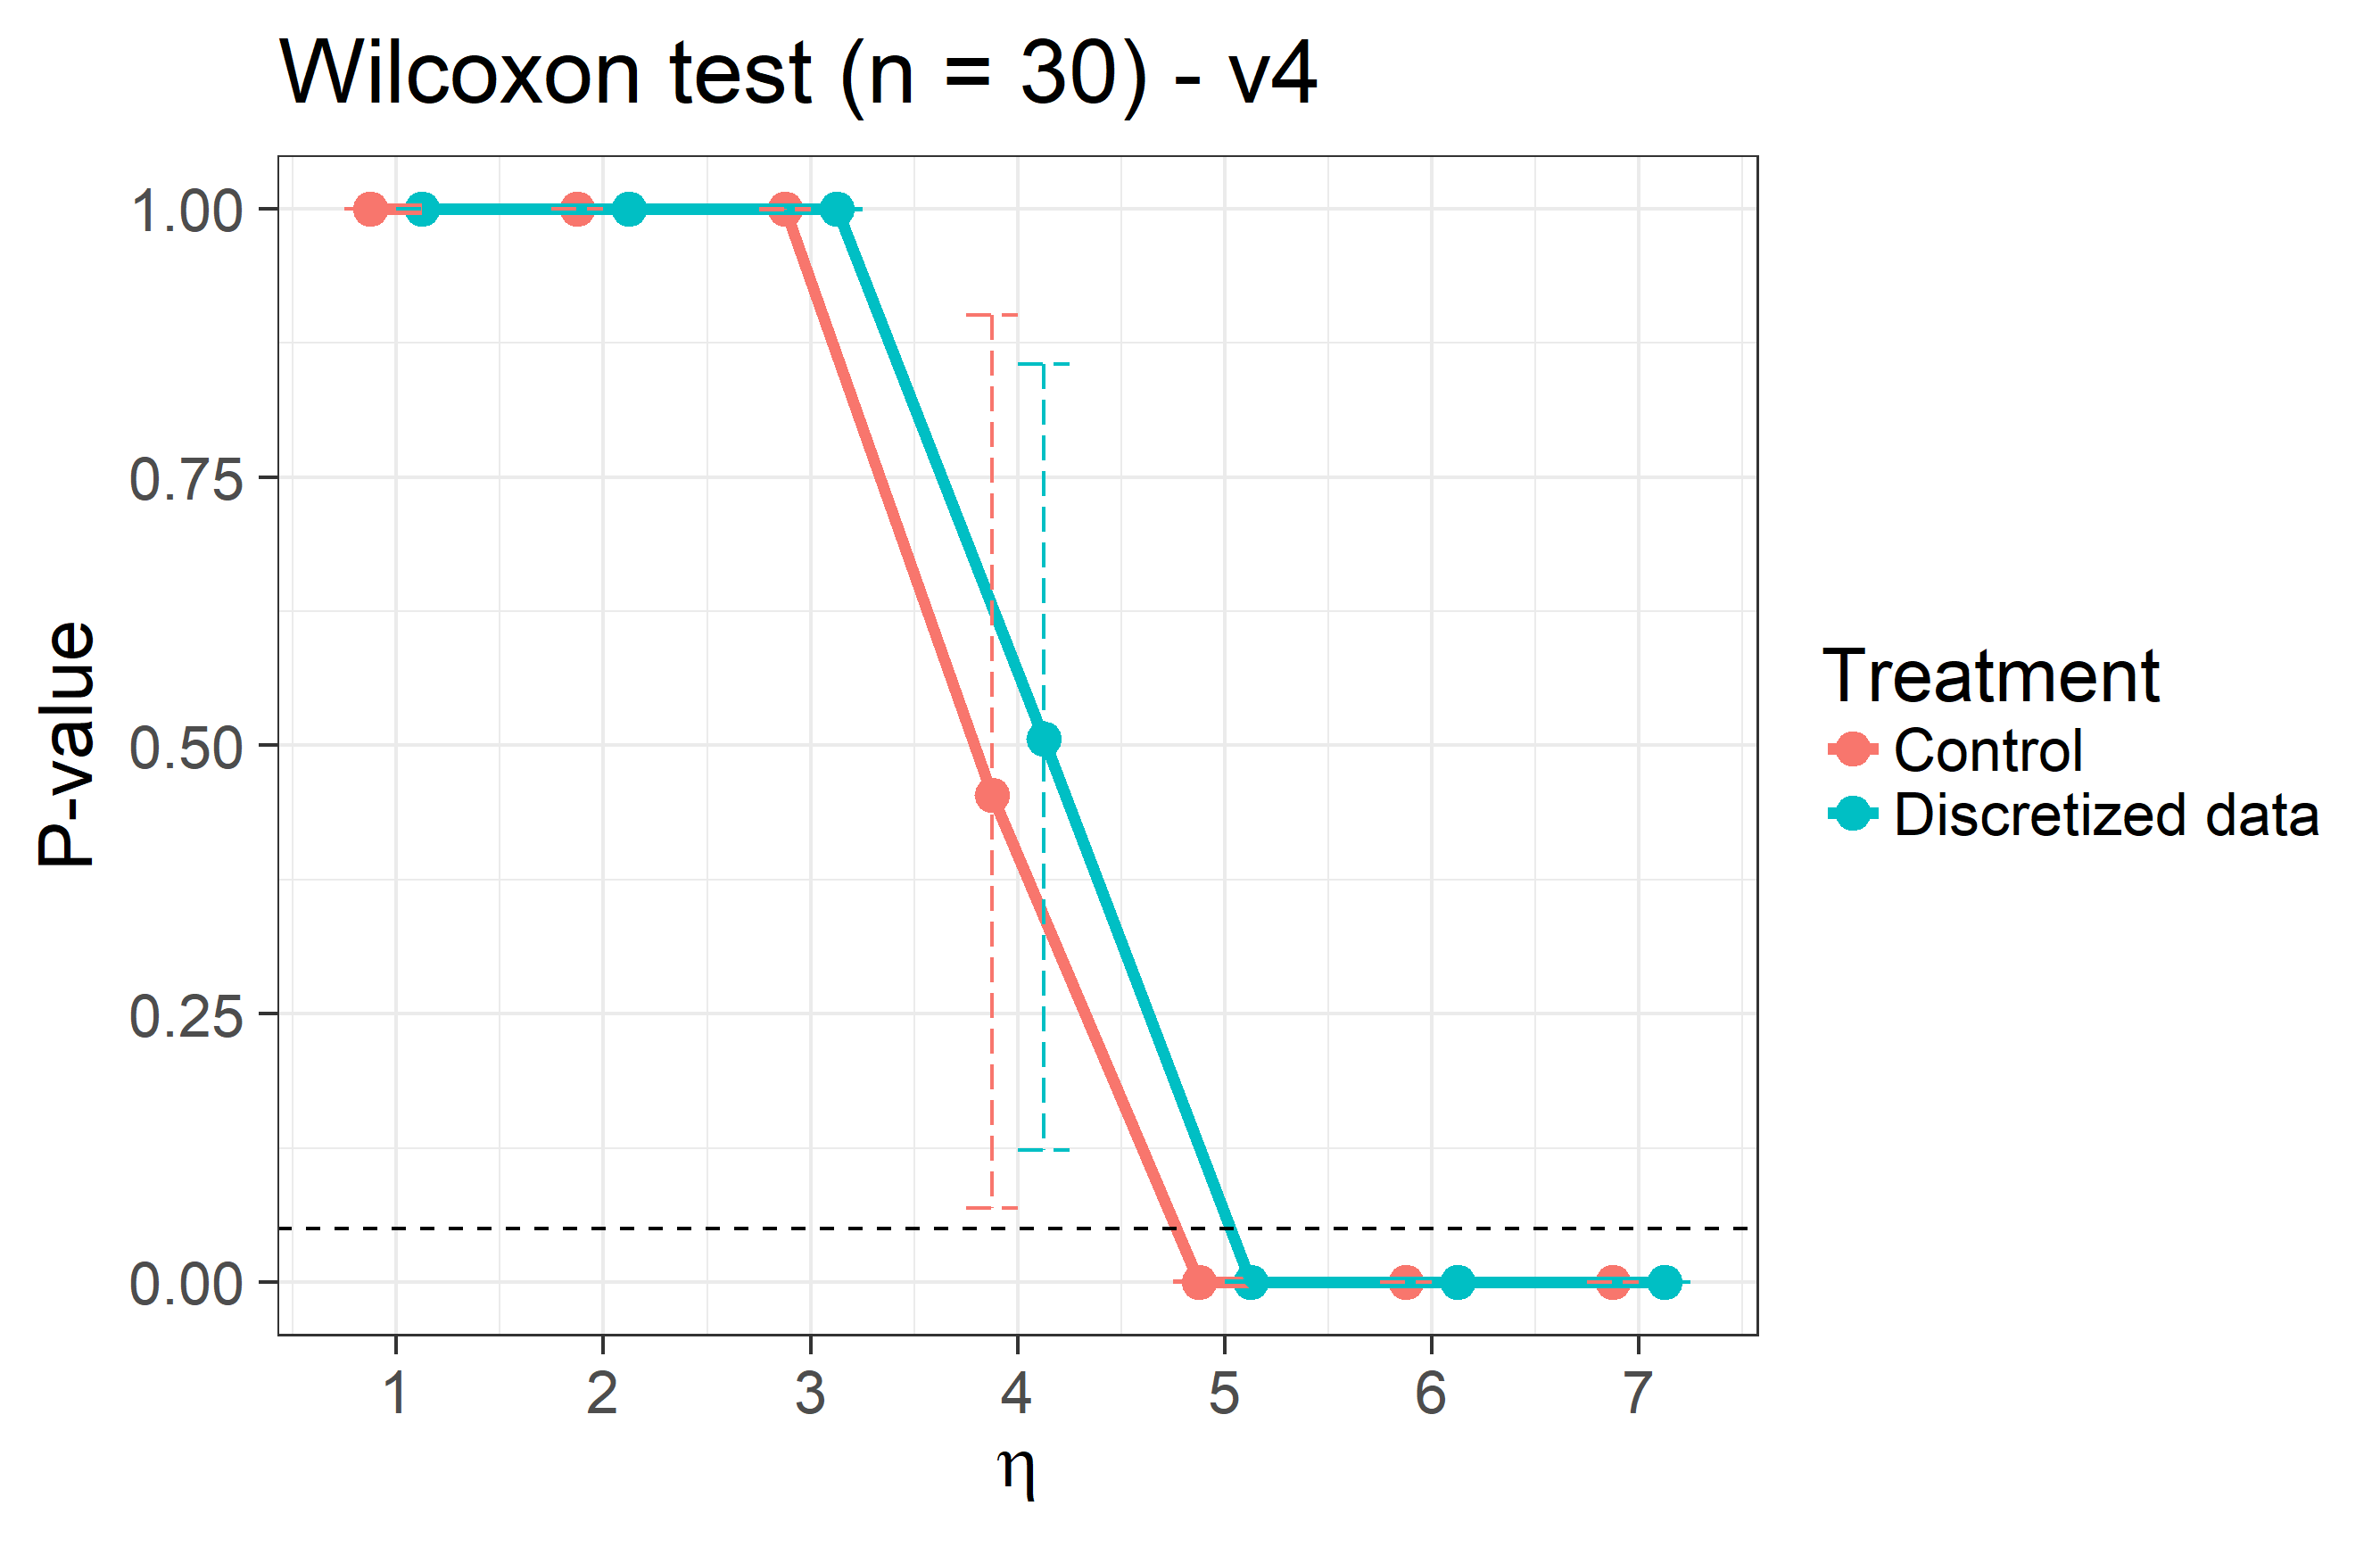 Wilcoxon test (n = 30) - v4
P-value
1.00
0.75
0.50
0.25
0.00
1 2 3 4 5 6 7
η
Treatment
Control
Discretized data